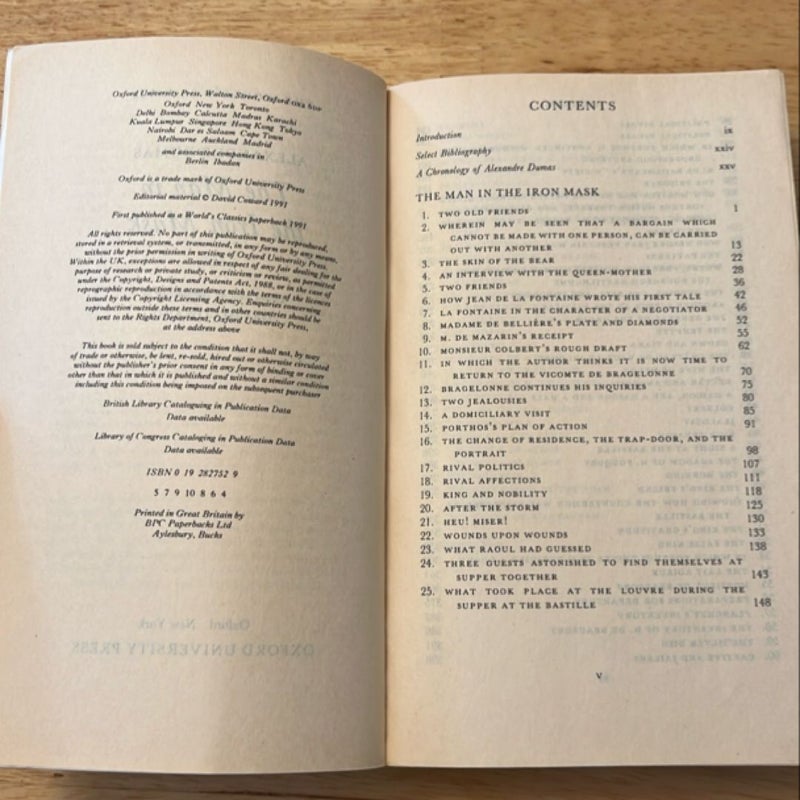 Oxford University Press, Walton Street, Oxford OX2 6DP
Oxford New York Toronto
Delhi Bombay Calcutta Madras Karachi
Kuala Lumpur Singapore Hong Kong Tokyo
Nairobi Dar es Salaam Cape Town
Melbourne Auckland Madrid
and associated companies in
Berlin Ibadan
Oxford is a trade mark of Oxford University Press
Editorial material © David Coward 1991
First published as a World's Classics paperback 1991
All rights reserved. No part of this publication may be reproduced,
stored in a retrieval system, or transmitted, in any form or by any means,
without the prior permission in writing of Oxford University Press.
Within the UK, exceptions are allowed in respect of any fair dealing for the
purpose of research or private study, or criticism or review, as permitted
under the Copyright, Designs and Patents Act, 1988, or in the case of
reprographic reproduction in accordance with the terms of the licences
issued by the Copyright Licensing Agency. Enquiries concerning
reproduction outside these terms and in other countries should be
sent to the Rights Department, Oxford University Press,
at the address above
This book is sold subject to the condition that it shall not, by way
of trade or otherwise, be lent, re-sold, hired out or otherwise circulated
without the publisher's prior consent in any form of binding or cover
other than that in which it is published and without a similar condition
including this condition being imposed on the subsequent purchaser
British Library Cataloguing in Publication Data
Data available
Library of Congress Cataloging in Publication Data
Data available
ISBN 0 19 282752 9
5 7 9 10 8 6 4
Printed in Great Britain by
BPC Paperbacks Ltd
Aylesbury, Bucks
CONTENTS
Introduction ix
Select Bibliography xxiv
A Chronology of Alexandre Dumas xxv
THE MAN IN THE IRON MASK
1. TWO OLD FRIENDS 1
2. WHEREIN MAY BE SEEN THAT A BARGAIN WHICH
CANNOT BE MADE WITH ONE PERSON, CAN BE CARRIED
OUT WITH ANOTHER 13
3. THE SKIN OF THE BEAR 22
4. AN INTERVIEW WITH THE QUEEN-MOTHER 28
5. TWO FRIENDS 36
6. HOW JEAN DE LA FONTAINE WROTE HIS FIRST TALE 42
7. LA FONTAINE IN THE CHARACTER OF A NEGOTIATOR 46
8. MADAME DE BELLIÈRE'S PLATE AND DIAMONDS 52
9. M. DE MAZARIN'S RECEIPT 55
10. MONSIEUR COLBERT'S ROUGH DRAFT 62
11. IN WHICH THE AUTHOR THINKS IT IS NOW TIME TO
RETURN TO THE VICOMTE DE BRAGELONNE 70
12. BRAGELONNE CONTINUES HIS INQUIRIES 75
13. TWO JEALOUSIES 80
14. A DOMICILIARY VISIT 85
15. PORTHOS'S PLAN OF ACTION 91
16. THE CHANGE OF RESIDENCE, THE TRAP-DOOR, AND THE
PORTRAIT 98
17. RIVAL POLITICS 107
18. RIVAL AFFECTIONS 111
19. KING AND NOBILITY 118
20. AFTER THE STORM 125
21. HEU! MISER! 130
22. WOUNDS UPON WOUNDS 133
23. WHAT RAOUL HAD GUESSED 138
24. THREE GUESTS ASTONISHED TO FIND THEMSELVES AT
SUPPER TOGETHER 143
25. WHAT TOOK PLACE AT THE LOUVRE DURING THE
SUPPER AT THE BASTILLE 148
v